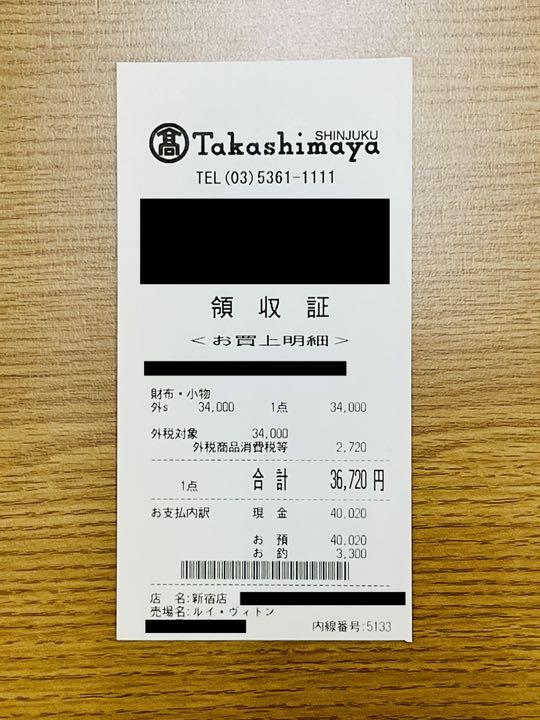 髙 Takashimaya
SHINJUKU
TEL(03)5361-1111
領収証
<お買上明細>
財布・小物
外s 34,000 1点 34,000
外税対象 34,000
外税商品消費税等 2,720
1点 合計 36,720円
お支払内訳 現金 40,020
お預 40,020
お釣 3,300
店 名:新宿店
売場名:ルイ・ヴィトン
内線番号:5133